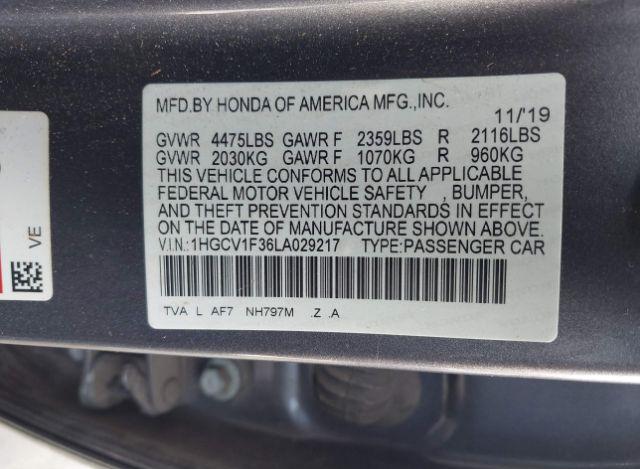 MFD.BY HONDA OF AMERICA MFG.,INC.
11/'19
GVWR 4475LBS GAWR F 2359LBS R 2116LBS
GVWR 2030KG GAWR F 1070KG R 960KG
THIS VEHICLE CONFORMS TO ALL APPLICABLE
FEDERAL MOTOR VEHICLE SAFETY , BUMPER,
AND THEFT PREVENTION STANDARDS IN EFFECT
ON THE DATE OF MANUFACTURE SHOWN ABOVE.
V.I.N.:1HGCV1F36LA029217 TYPE:PASSENGER CAR
TVA L AF7 NH797M .Z .A
VE